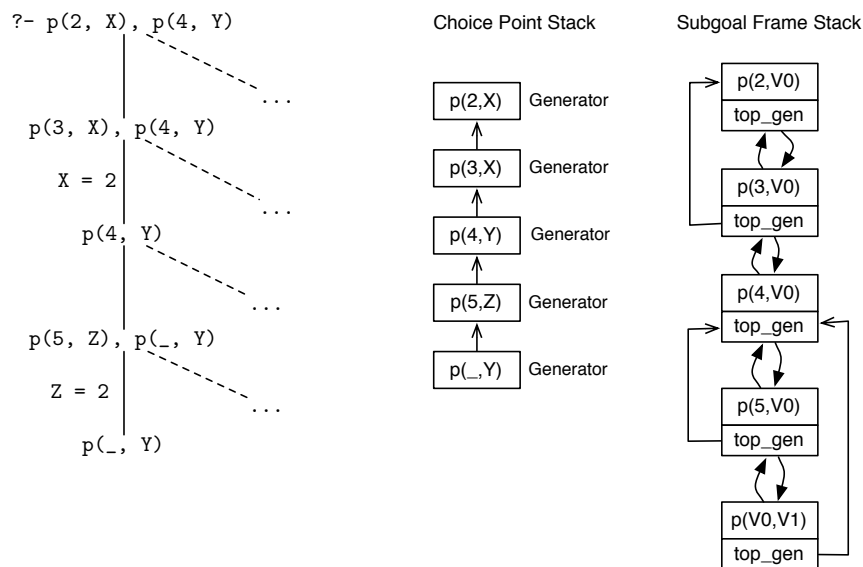 ?- p(2, X), p(4, Y)
...
p(3, X), p(4, Y)
X = 2
...
p(4, Y)
...
p(5, Z), p(_, Y)
Z = 2
...
p(_, Y)
Choice Point Stack
p(2,X) Generator
p(3,X) Generator
p(4,Y) Generator
p(5,Z) Generator
p(_,Y) Generator
Subgoal Frame Stack
p(2,V0)
top_gen
p(3,V0)
top_gen
p(4,V0)
top_gen
p(5,V0)
top_gen
p(V0,V1)
top_gen